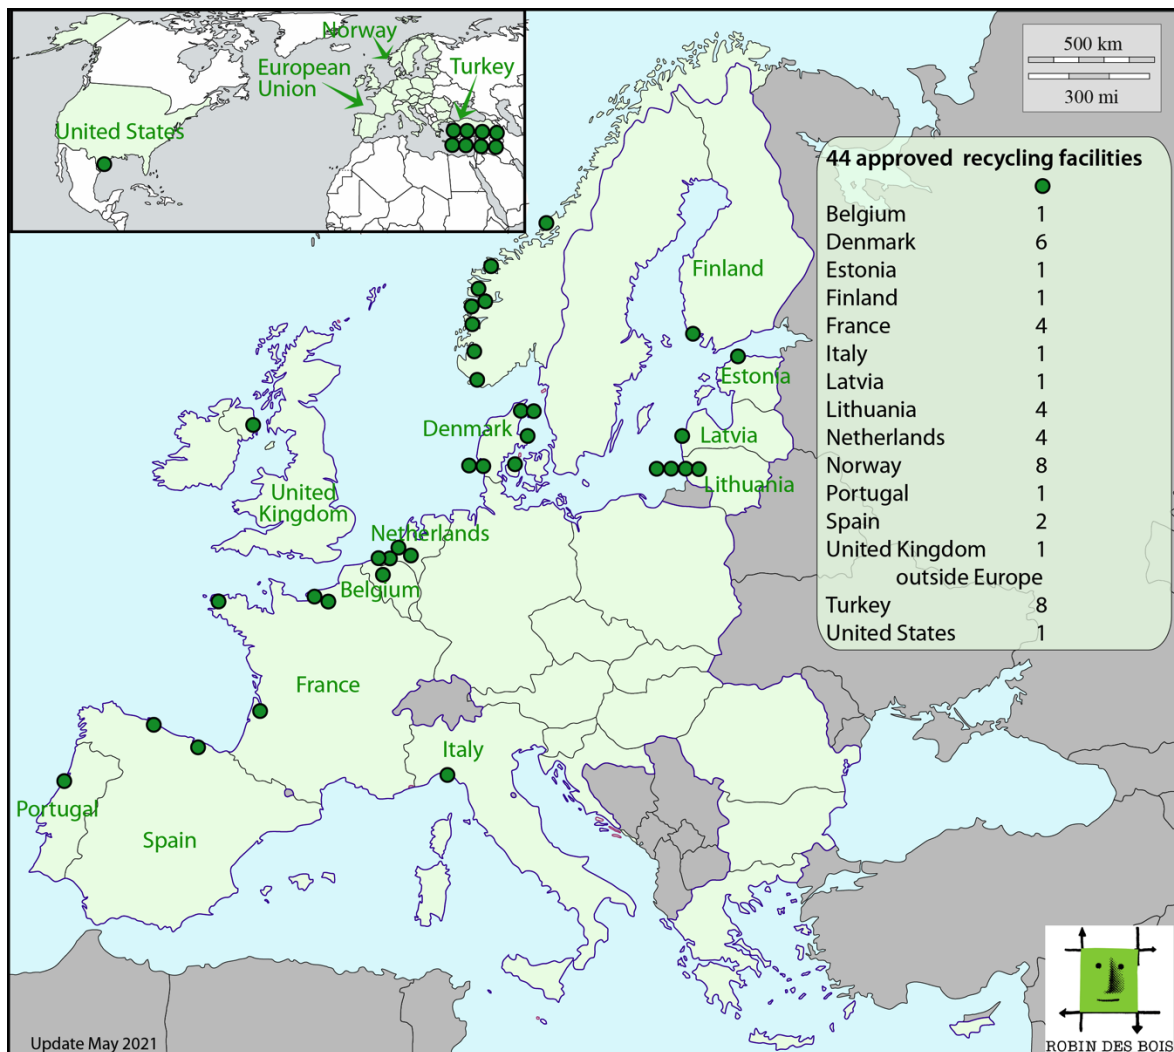 Norway
European
Union
Turkey
United States
500 km
300 mi
44 approved recycling facilities
Belgium 1
Denmark 6
Estonia 1
Finland 1
France 4
Italy 1
Latvia 1
Lithuania 4
Netherlands 4
Norway 8
Portugal 1
Spain 2
United Kingdom 1
outside Europe
Turkey 8
United States 1
Finland
Estonia
Denmark
Latvia
Lithuania
United
Kingdom
Netherlands
Belgium
France
Italy
Portugal
Spain
Update May 2021
ROBIN DES BOIS